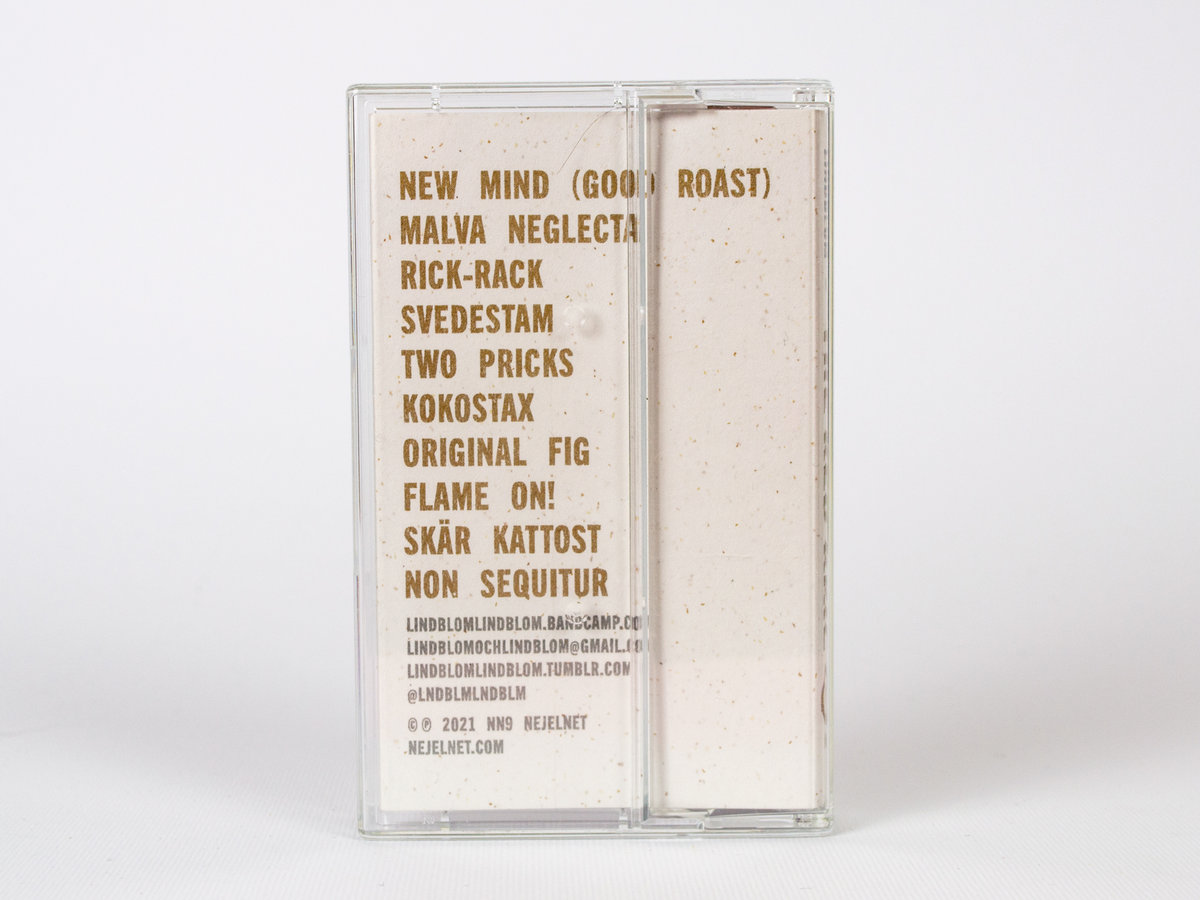 NEW MIND (GOOD ROAST)
MALVA NEGLECTA
RICK-RACK
SVEDESTAM
TWO PRICKS
KOKOSTAX
ORIGINAL FIG
FLAME ON!
SKÄR KATTOST
NON SEQUITUR
LINDBLOMLINDBLOM.BANDCAMP.COM
LINDBLOMOCHLINDBLOM@GMAIL.COM
LINDBLOMLINDBLOM.TUMBLR.COM
@LNDBLMLNDBLM
©℗ 2021 NN9 NEJELNET
NEJELNET.COM